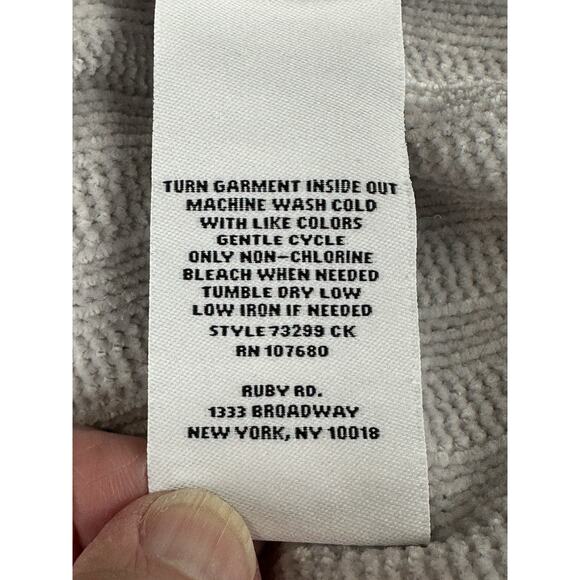 TURN GARMENT INSIDE OUT
MACHINE WASH COLD
WITH LIKE COLORS
GENTLE CYCLE
ONLY NON-CHLORINE
BLEACH WHEN NEEDED
TUMBLE DRY LOW
LOW IRON IF NEEDED
STYLE 73299 CK
RN 107680
RUBY RD.
1333 BROADWAY
NEW YORK, NY 10018